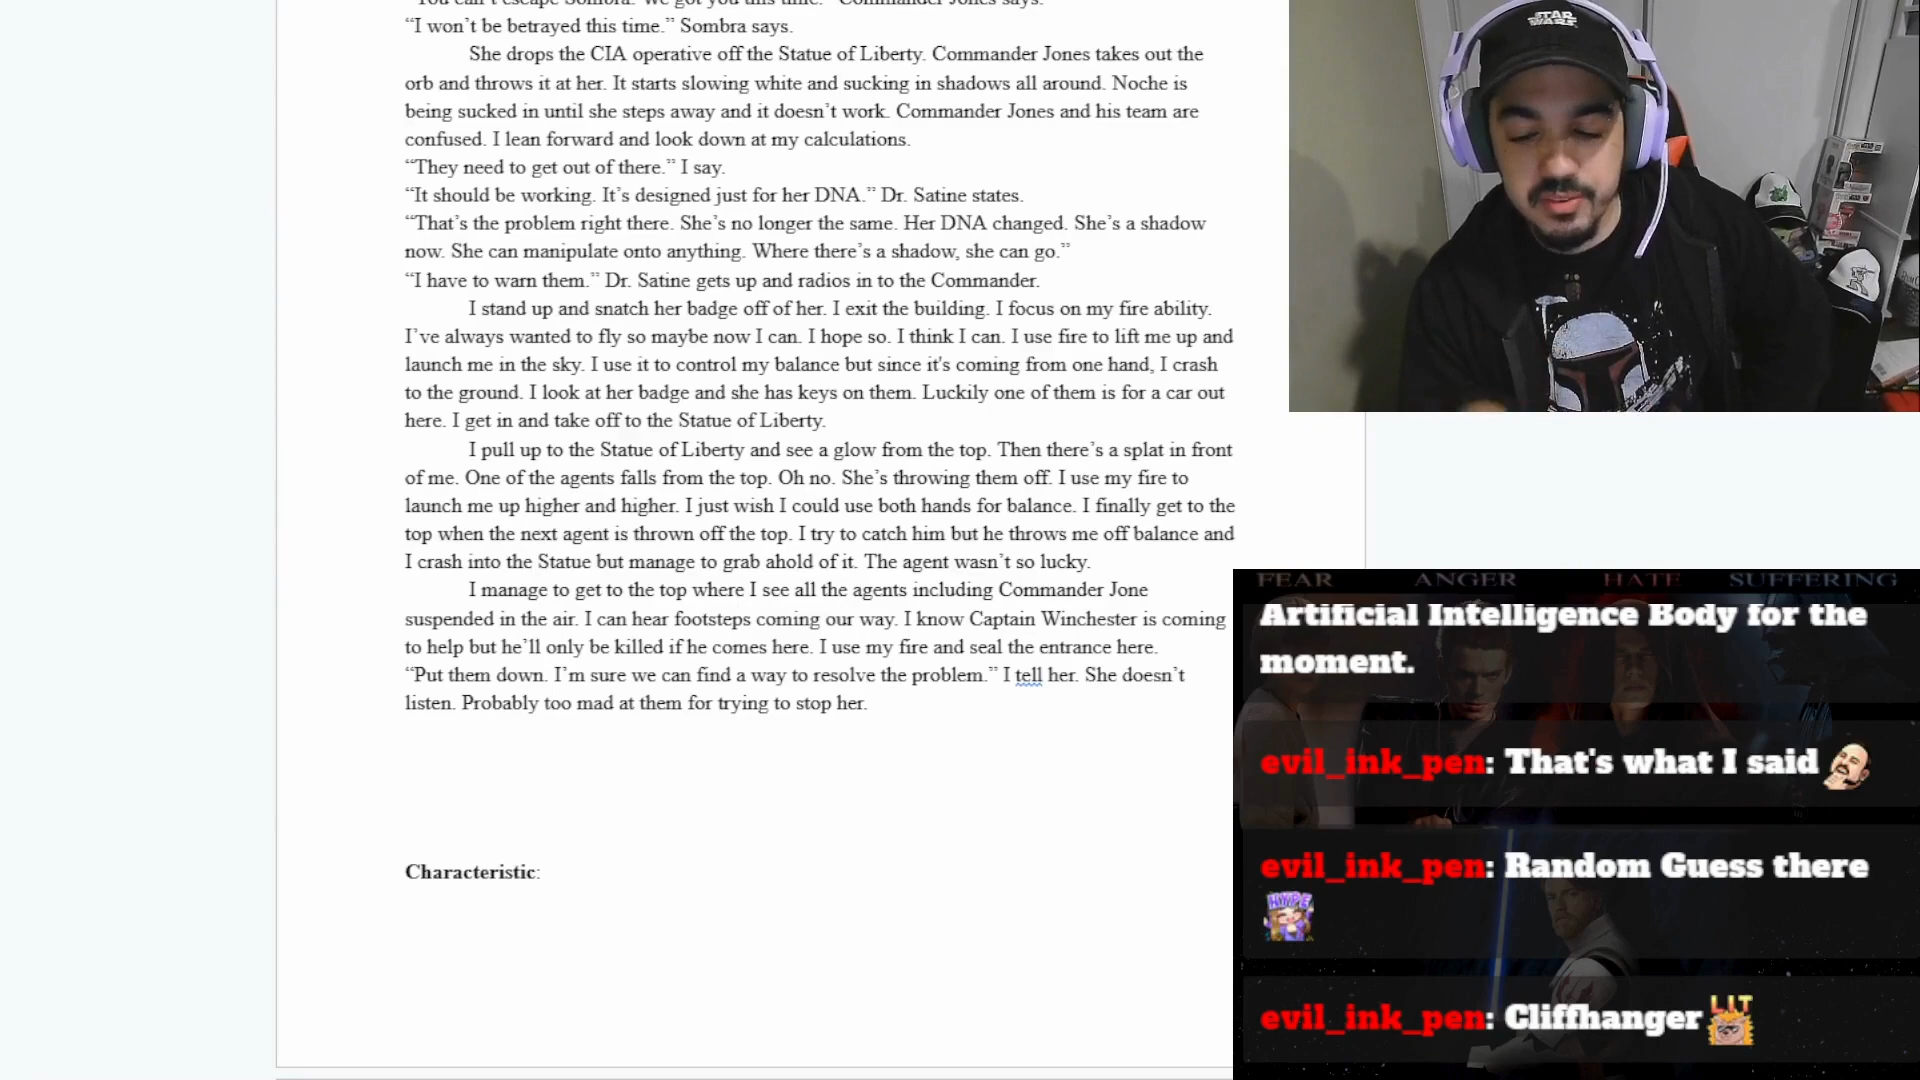 "You can't escape Sombra. We got you this time." Commander Jones says.
"I won't be betrayed this time." Sombra says.
She drops the CIA operative off the Statue of Liberty. Commander Jones takes out the
orb and throws it at her. It starts slowing white and sucking in shadows all around. Noche is
being sucked in until she steps away and it doesn't work. Commander Jones and his team are
confused. I lean forward and look down at my calculations.
"They need to get out of there." I say.
"It should be working. It's designed just for her DNA." Dr. Satine states.
"That's the problem right there. She's no longer the same. Her DNA changed. She's a shadow
now. She can manipulate onto anything. Where there's a shadow, she can go."
"I have to warn them." Dr. Satine gets up and radios in to the Commander.
I stand up and snatch her badge off of her. I exit the building. I focus on my fire ability.
I've always wanted to fly so maybe now I can. I hope so. I think I can. I use fire to lift me up and
launch me in the sky. I use it to control my balance but since it's coming from one hand, I crash
to the ground. I look at her badge and she has keys on them. Luckily one of them is for a car out
here. I get in and take off to the Statue of Liberty.
I pull up to the Statue of Liberty and see a glow from the top. Then there's a splat in front
of me. One of the agents falls from the top. Oh no. She's throwing them off. I use my fire to
launch me up higher and higher. I just wish I could use both hands for balance. I finally get to the
top when the next agent is thrown off the top. I try to catch him but he throws me off balance and
I crash into the Statue but manage to grab ahold of it. The agent wasn't so lucky.
I manage to get to the top where I see all the agents including Commander Jone
suspended in the air. I can hear footsteps coming our way. I know Captain Winchester is coming
to help but he'll only be killed if he comes here. I use my fire and seal the entrance here.
"Put them down. I'm sure we can find a way to resolve the problem." I tell her. She doesn't
listen. Probably too mad at them for trying to stop her.
Characteristic:
STAR
WARS
FEAR ANGER HATE SUFFERING
Artificial Intelligence Body for the
moment.
evil_ink_pen: That's what I said
evil_ink_pen: Random Guess there
HYPE
evil_ink_pen: Cliffhanger LIT